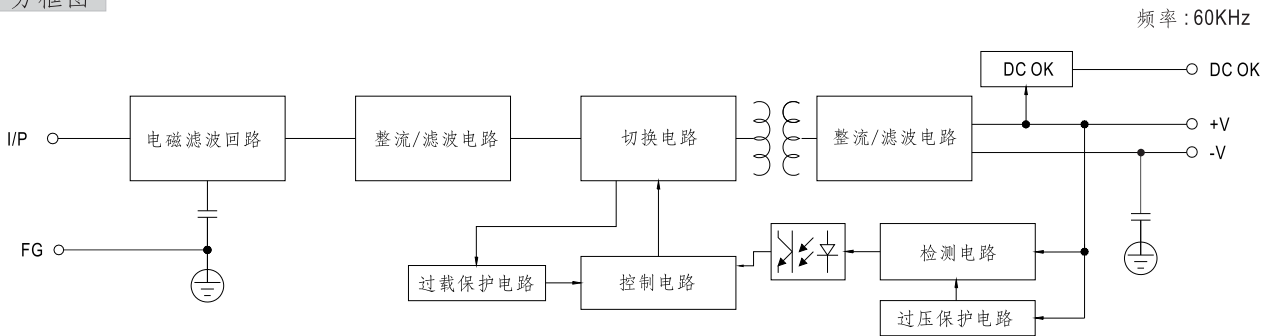 方框图
频率 : 60KHz
DC OK
DC OK
I/P
电磁滤波回路
整流/滤波电路
切换电路
整流/滤波电路
+V
-V
FG
过载保护电路
控制电路
检测电路
过压保护电路